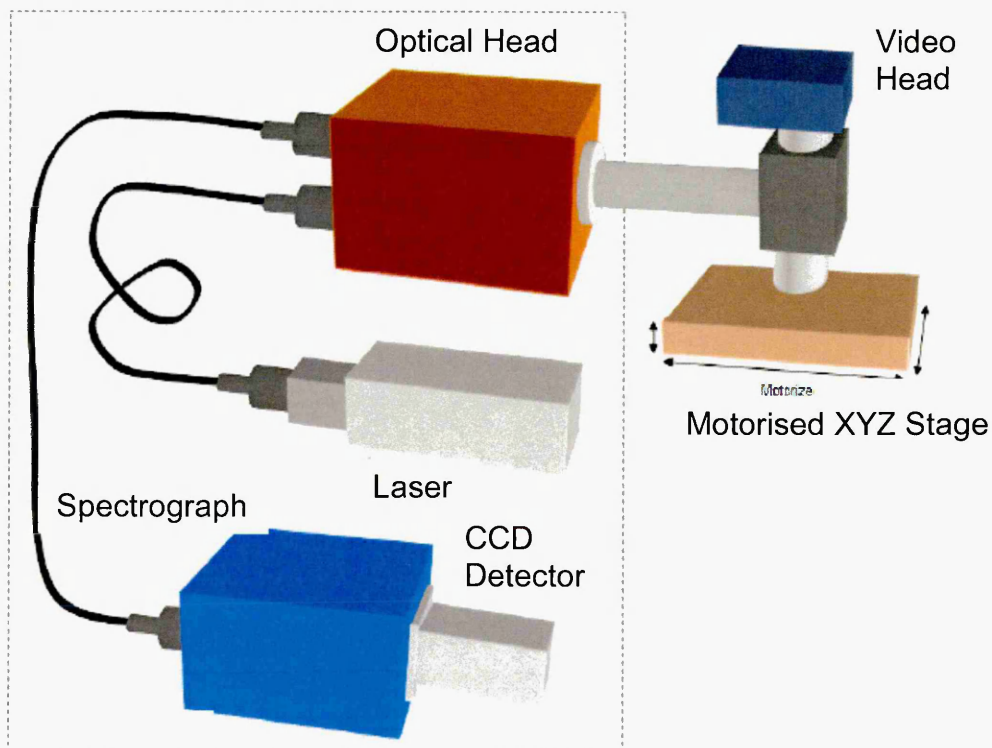 Optical Head
Video
Head
Motorize
Motorised XYZ Stage
Laser
Spectrograph
CCD
Detector